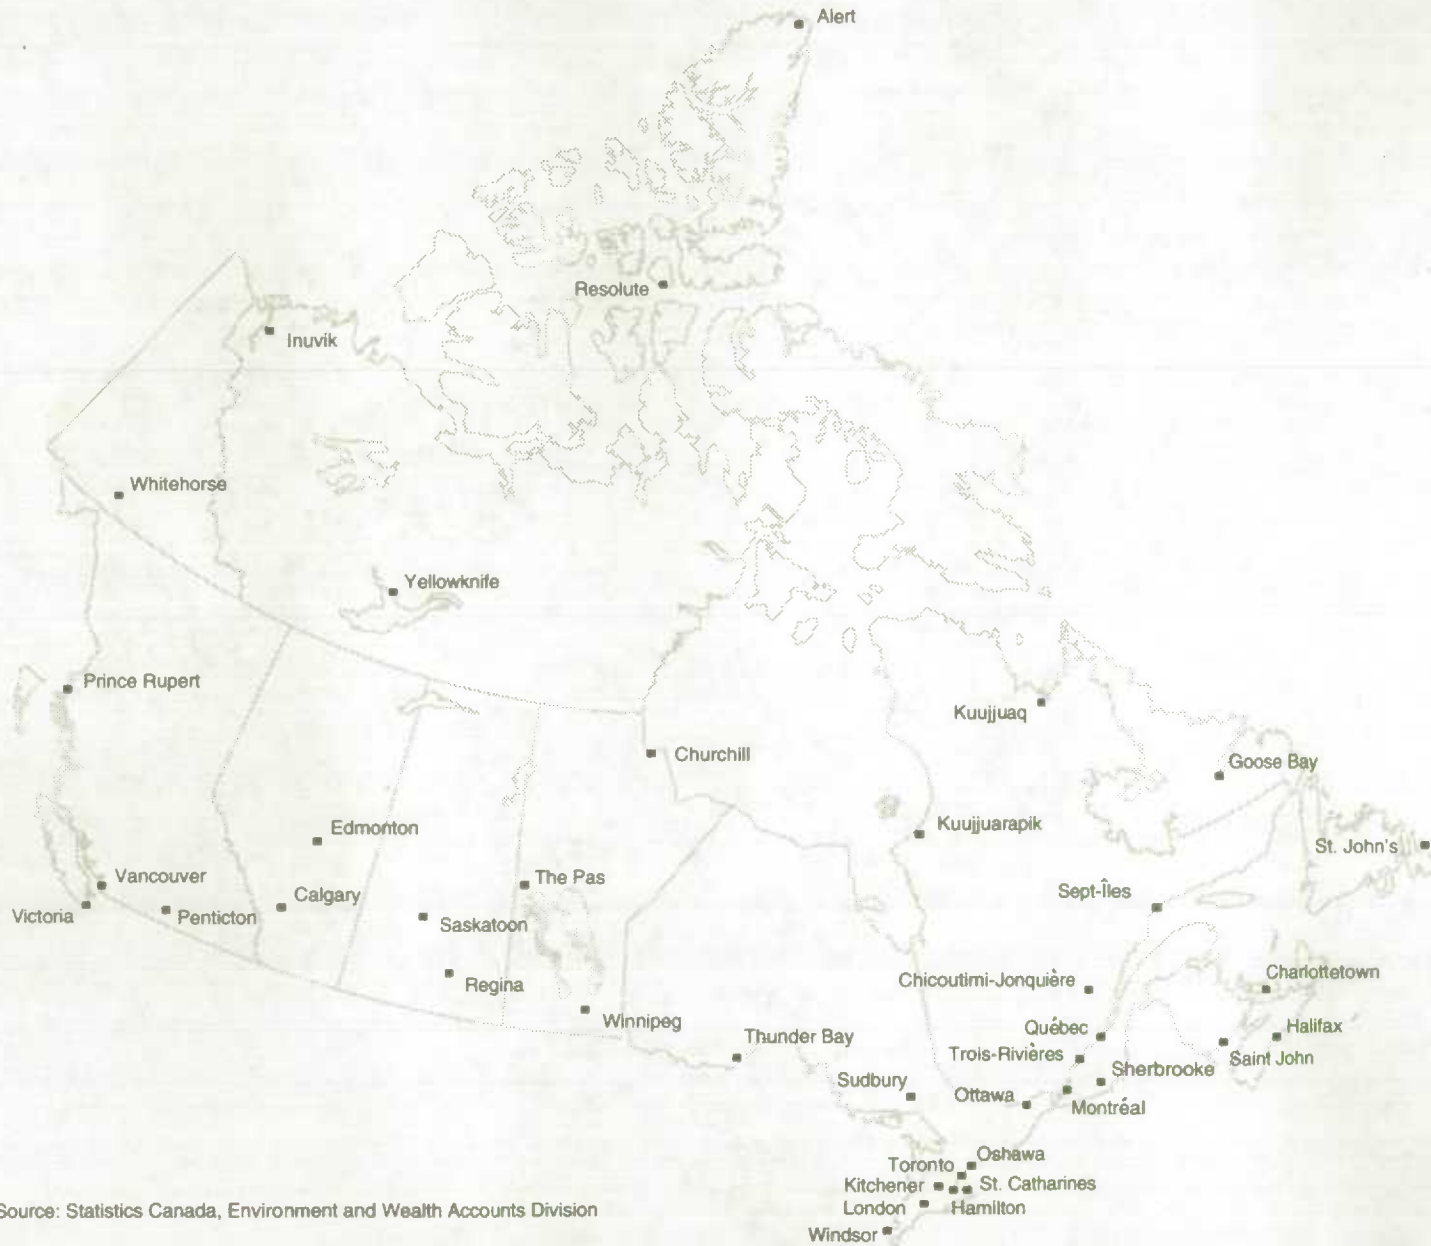 Alert
Resolute
Inuvik
Whitehorse
Yellowknife
Prince Rupert
Kuujjuaq
Churchill
Goose Bay
Edmonton
Kuujjuarapik
St. John's
Vancouver
The Pas
Calgary
Sept-Îles
Victoria
Penticton
Saskatoon
Charlottetown
Chicoutimi-Jonquière
Regina
Winnipeg
Québec
Halifax
Thunder Bay
Trois-Rivières
Saint John
Sherbrooke
Sudbury
Ottawa
Montréal
Oshawa
Toronto
Kitchener
St. Catharines
London
Hamilton
Source: Statistics Canada, Environment and Wealth Accounts Division
Windsor